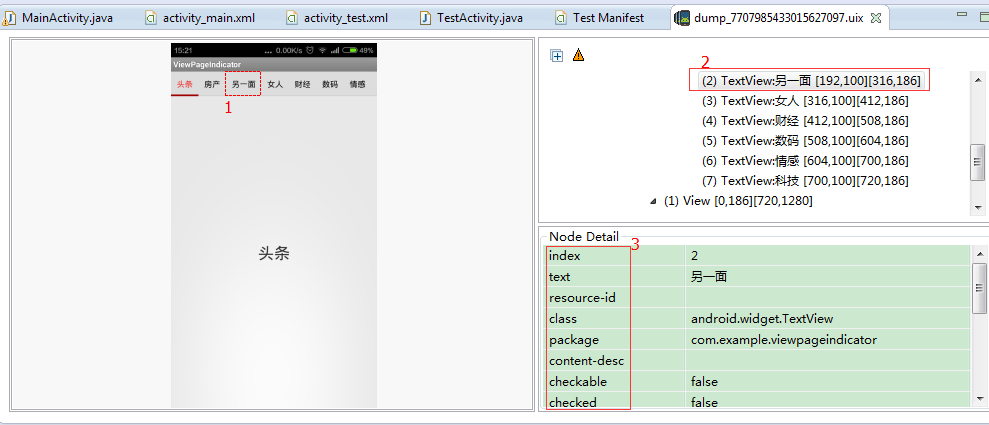 MainActivity.java
activity_main.xml
activity_test.xml
TestActivity.java
Test Manifest
dump_7707985433015627097.uix
15:21
... 0.00K/s
49%
ViewPageIndicator
头条 房产 另一面 女人 财经 数码 情感
1
头条
2
(2) TextView:另一面 [192,100][316,186]
(3) TextView:女人 [316,100][412,186]
(4) TextView:财经 [412,100][508,186]
(5) TextView:数码 [508,100][604,186]
(6) TextView:情感 [604,100][700,186]
(7) TextView:科技 [700,100][720,186]
(1) View [0,186][720,1280]
Node Detail
3
index 2
text 另一面
resource-id
class android.widget.TextView
package com.example.viewpageindicator
content-desc
checkable false
checked false